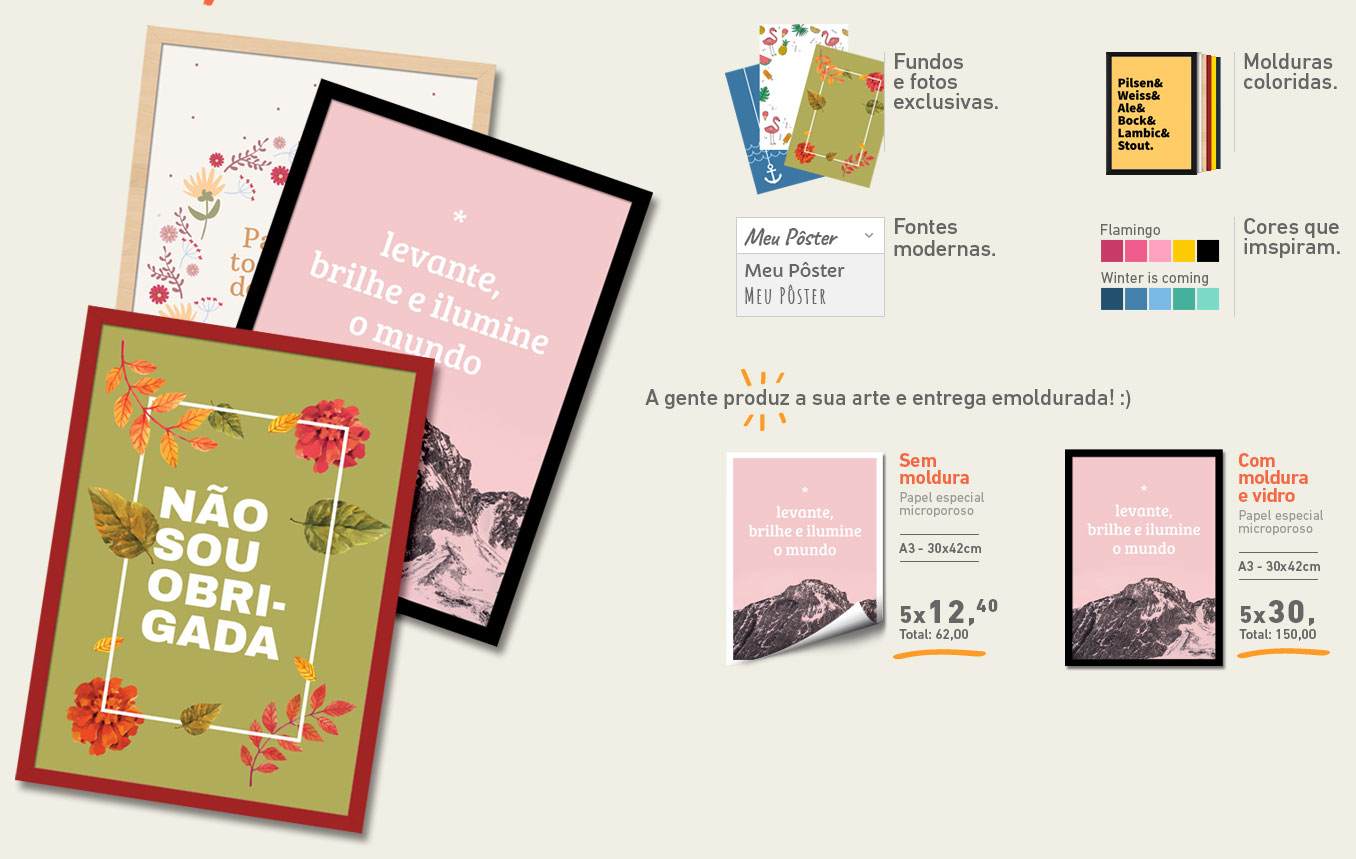 *
levante,
brilhe e ilumine
o mundo
NÃO
SOU
OBRI-
GADA
Fundos
e fotos
exclusivas.
Pilsen&
Weiss&
Ale&
Bock&
Lambic&
Stout.
Molduras
coloridas.
Meu Pôster
Meu Pôster
Meu Pôster
Fontes
modernas.
Flamingo
Winter is coming
Cores que
imspiram.
A gente produz a sua arte e entrega emoldurada! :)
*
levante,
brilhe e ilumine
o mundo
Sem
moldura
Papel especial
microporoso
A3 - 30x42cm
5x12,40
Total: 62,00
*
levante,
brilhe e ilumine
o mundo
Com
moldura
e vidro
Papel especial
microporoso
A3 - 30x42cm
5x30,
Total: 150,00